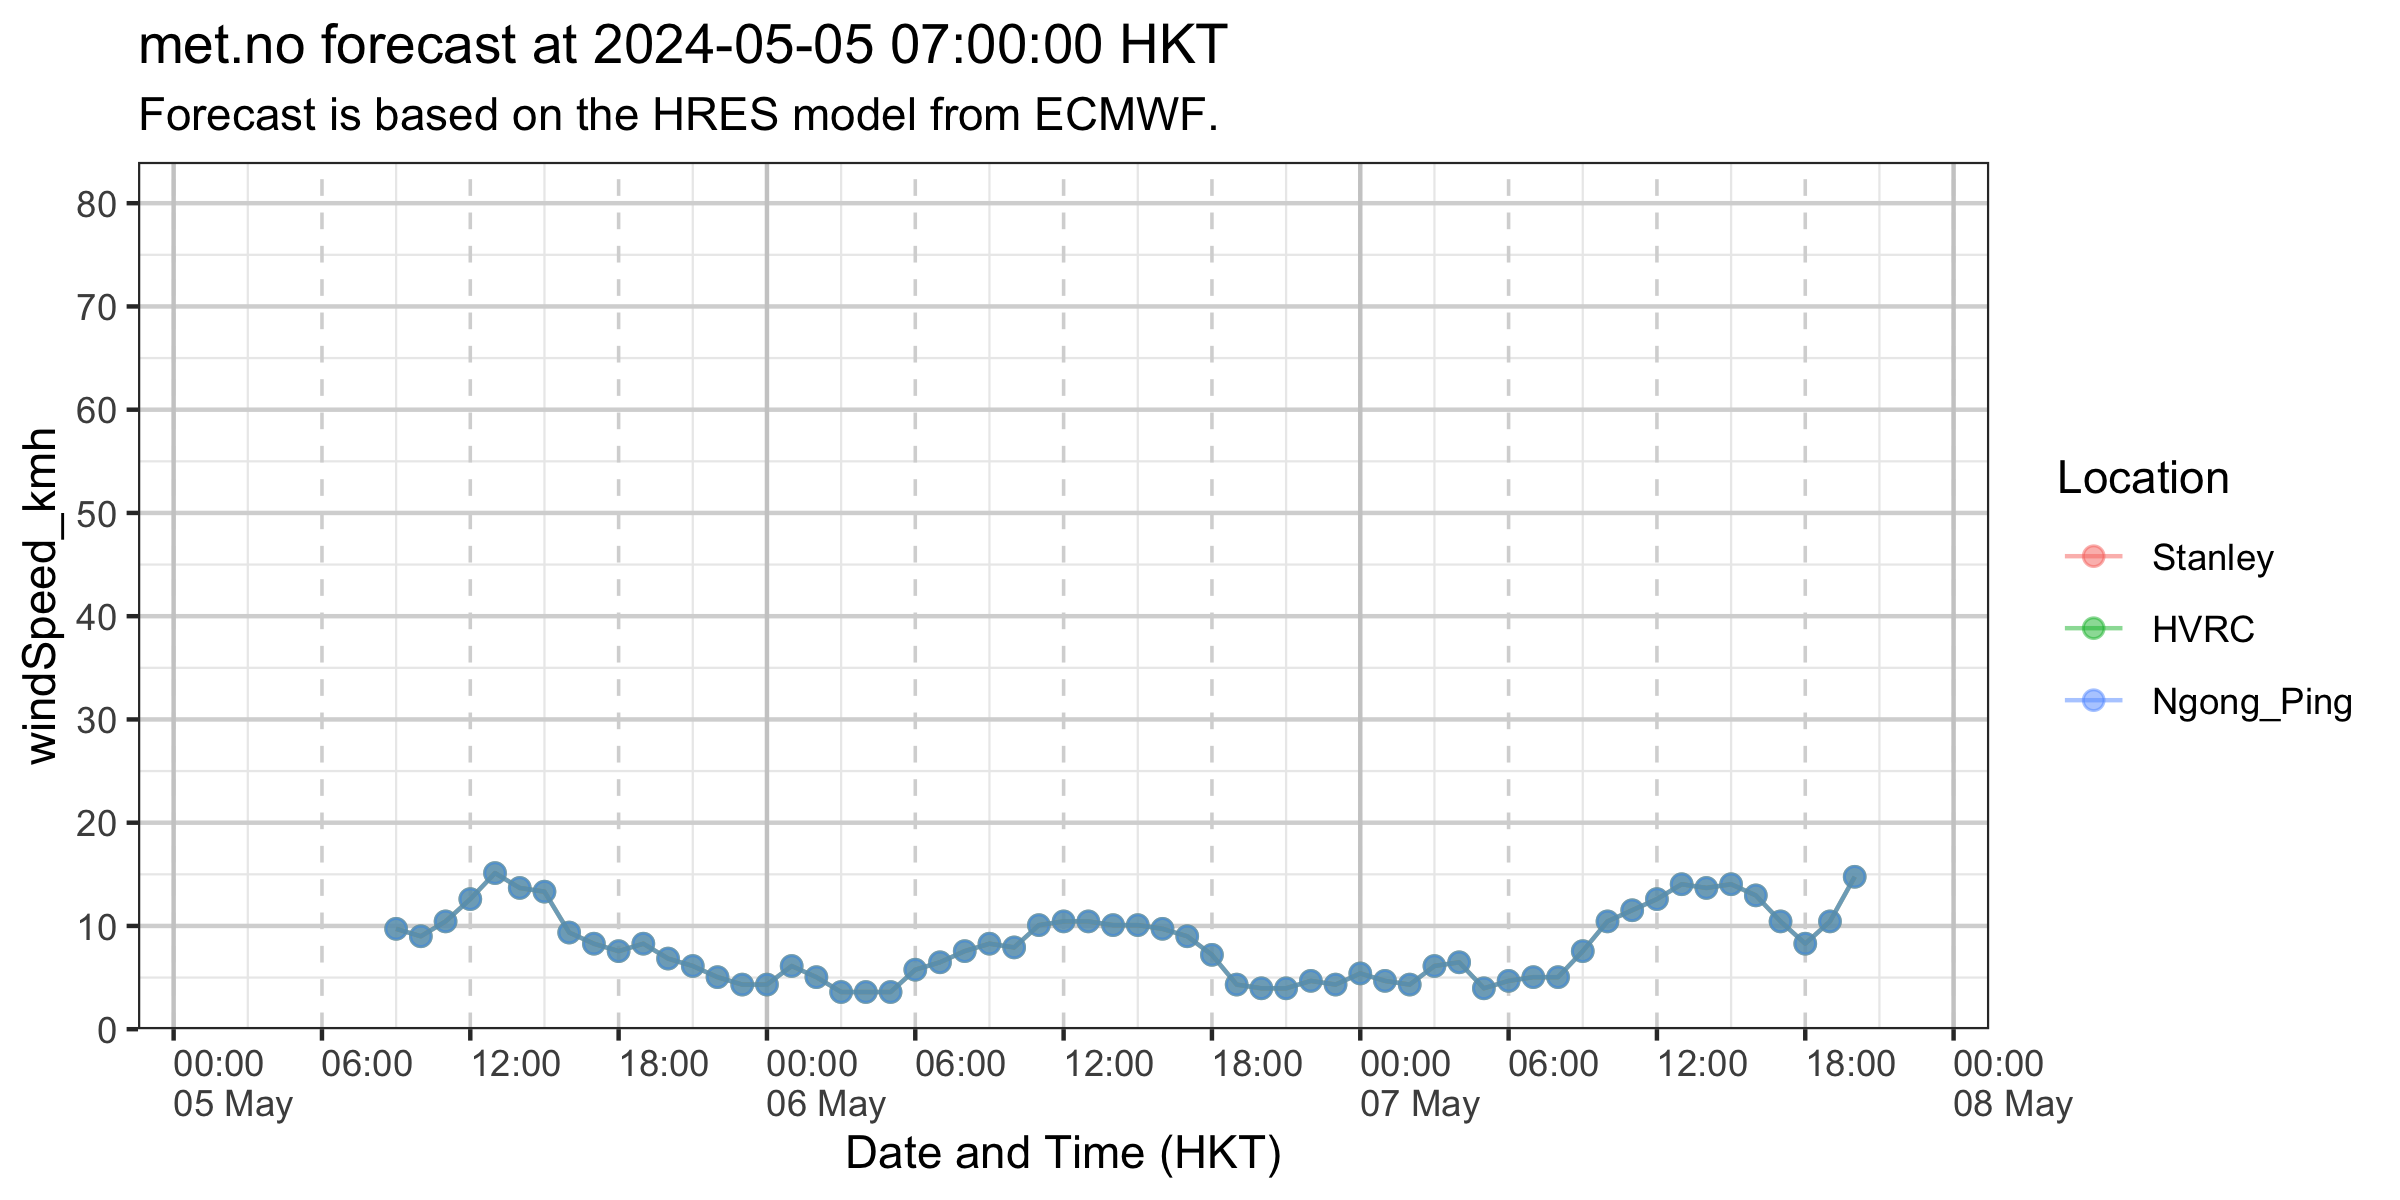 met.no forecast at 2024-05-05 07:00:00 HKT
Forecast is based on the HRES model from ECMWF.
windSpeed_kmh
80
70
60
50
40
30
20
10
0
00:00 06:00 12:00 18:00 00:00 06:00 12:00 18:00 00:00 06:00 12:00 18:00 00:00
05 May 06 May 07 May 08 May
Date and Time (HKT)
Location
Stanley
HVRC
Ngong_Ping